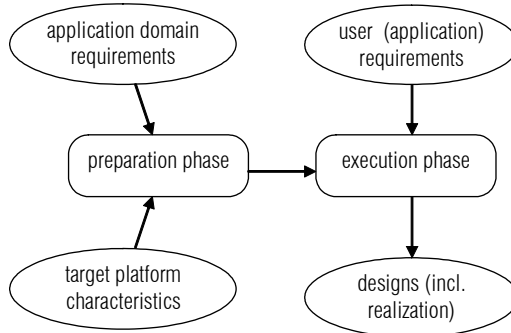 application domain
requirements
user (application)
requirements
preparation phase
execution phase
target platform
characteristics
designs (incl.
realization)